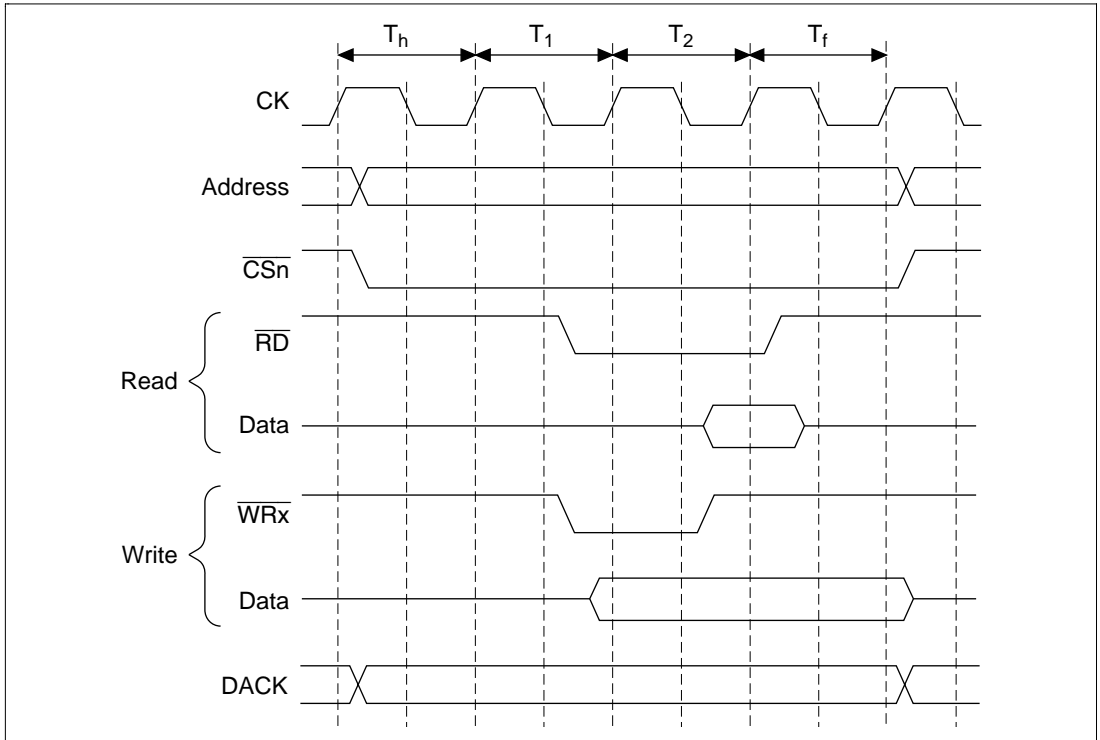 Th T1 T2 Tf
CK
Address
CSn
RD
Read
Data
WRx
Write
Data
DACK